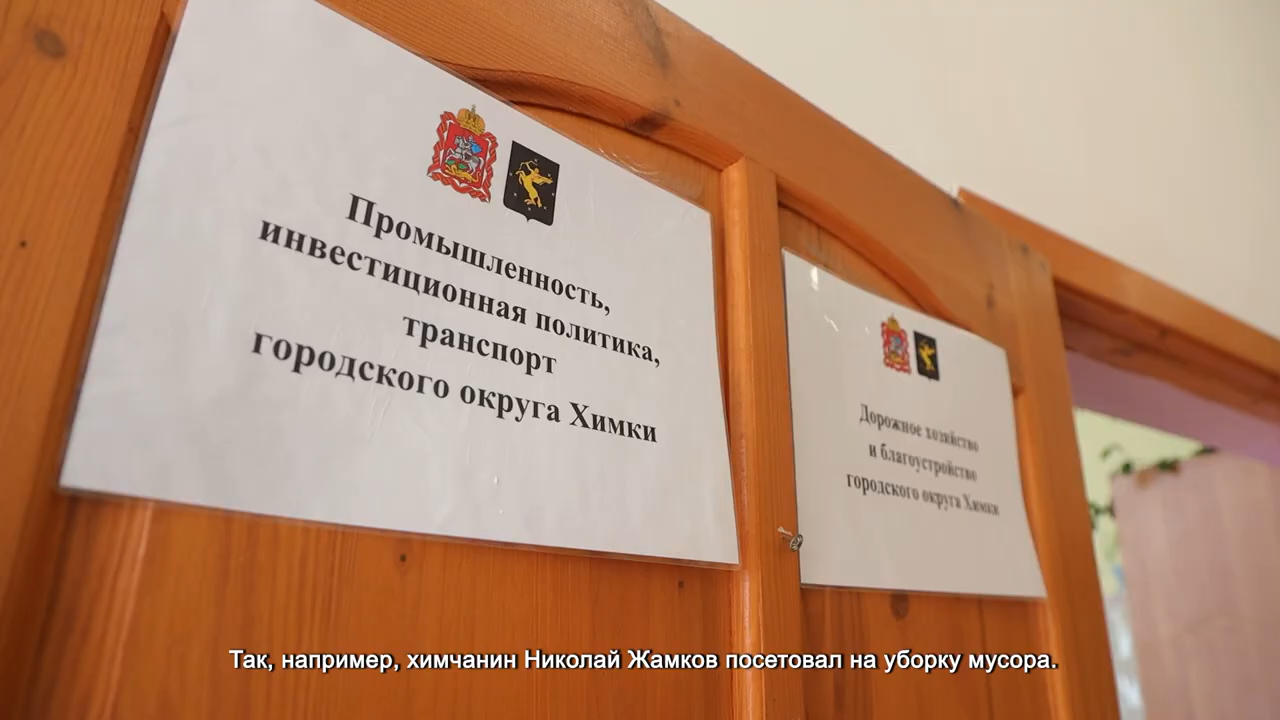 Промышленность,
инвестиционная политика,
транспорт
городского округа Химки
Дорожное хозяйство
и благоустройство
городского округа Химки
Так, например, химчанин Николай Жамков посетовал на уборку мусора.